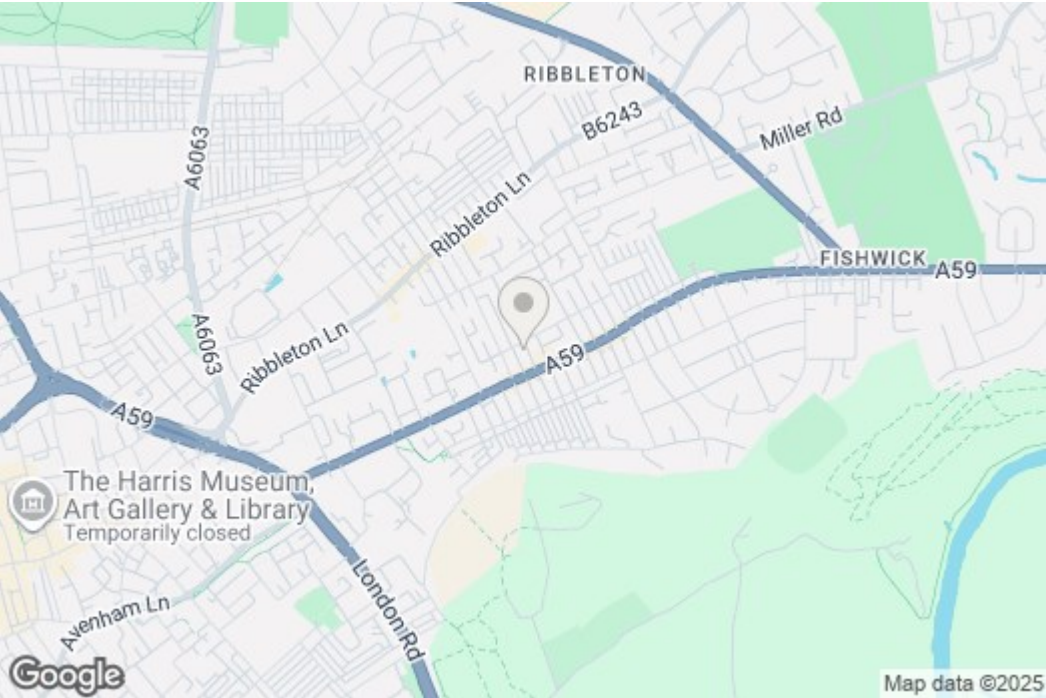 RIBBLETON
B6243
Miller Rd
A6063
Ribbleton Ln
FISHWICK
A59
A6063
Ribbleton Ln
A59
A59
The Harris Museum,
Art Gallery & Library
Temporarily closed
London Rd
Avenham Ln
Google
Map data ©2025